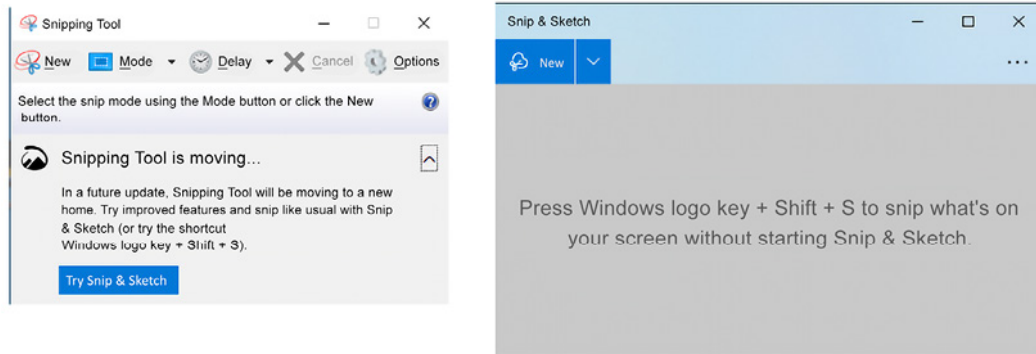 Snipping Tool
New Mode Delay Cancel Options
Select the snip mode using the Mode button or click the New
button.
Snipping Tool is moving...
In a future update, Snipping Tool will be moving to a new
home. Try improved features and snip like usual with Snip
& Sketch (or try the shortcut
Windows logo key + Shift + S).
Try Snip & Sketch
Snip & Sketch
New
Press Windows logo key + Shift + S to snip what's on
your screen without starting Snip & Sketch.